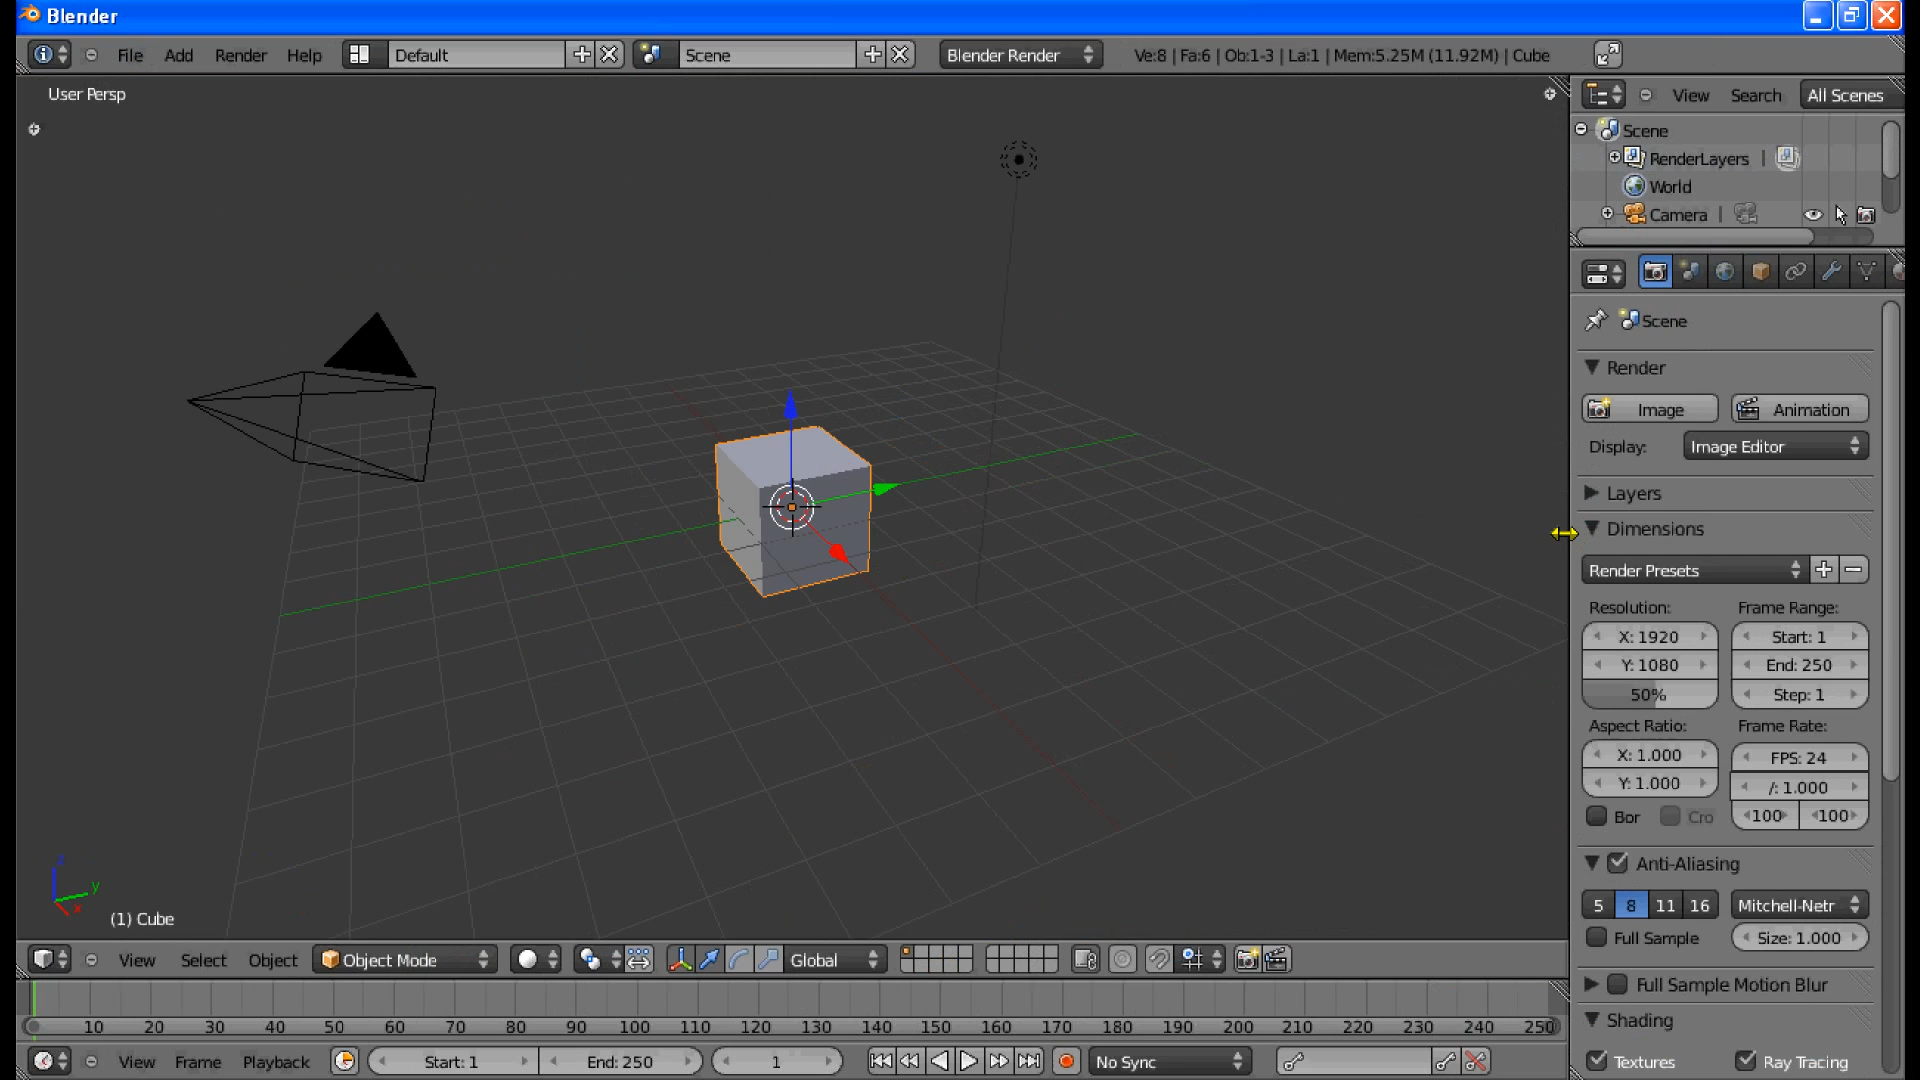 Blender
File Add Render Help Default Scene Blender Render Ve:8 | Fa:6 | Ob:1-3 | La:1 | Mem:5.25M (11.92M) | Cube
User Persp
View Search All Scenes
Scene
RenderLayers |
World
Camera |
Scene
Render
Image Animation
Display: Image Editor
Layers
Dimensions
Render Presets
Resolution: Frame Range:
X: 1920 Start: 1
Y: 1080 End: 250
50% Step: 1
Aspect Ratio: Frame Rate:
X: 1.000 FPS: 24
Y: 1.000 /: 1.000
Bor Cro 100 100
Anti-Aliasing
5 8 11 16 Mitchell-Netr
Full Sample Size: 1.000
Full Sample Motion Blur
Shading
Textures Ray Tracing
z
y
x
(1) Cube
View Select Object Object Mode Global
10 20 30 40 50 60 70 80 90 100 110 120 130 140 150 160 170 180 190 200 210 220 230 240 250
View Frame Playback Start: 1 End: 250 1 No Sync